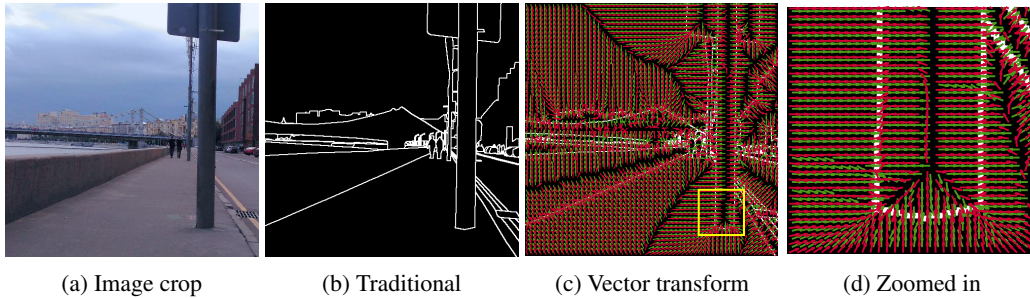 (a) Image crop
(b) Traditional
(c) Vector transform
(d) Zoomed in